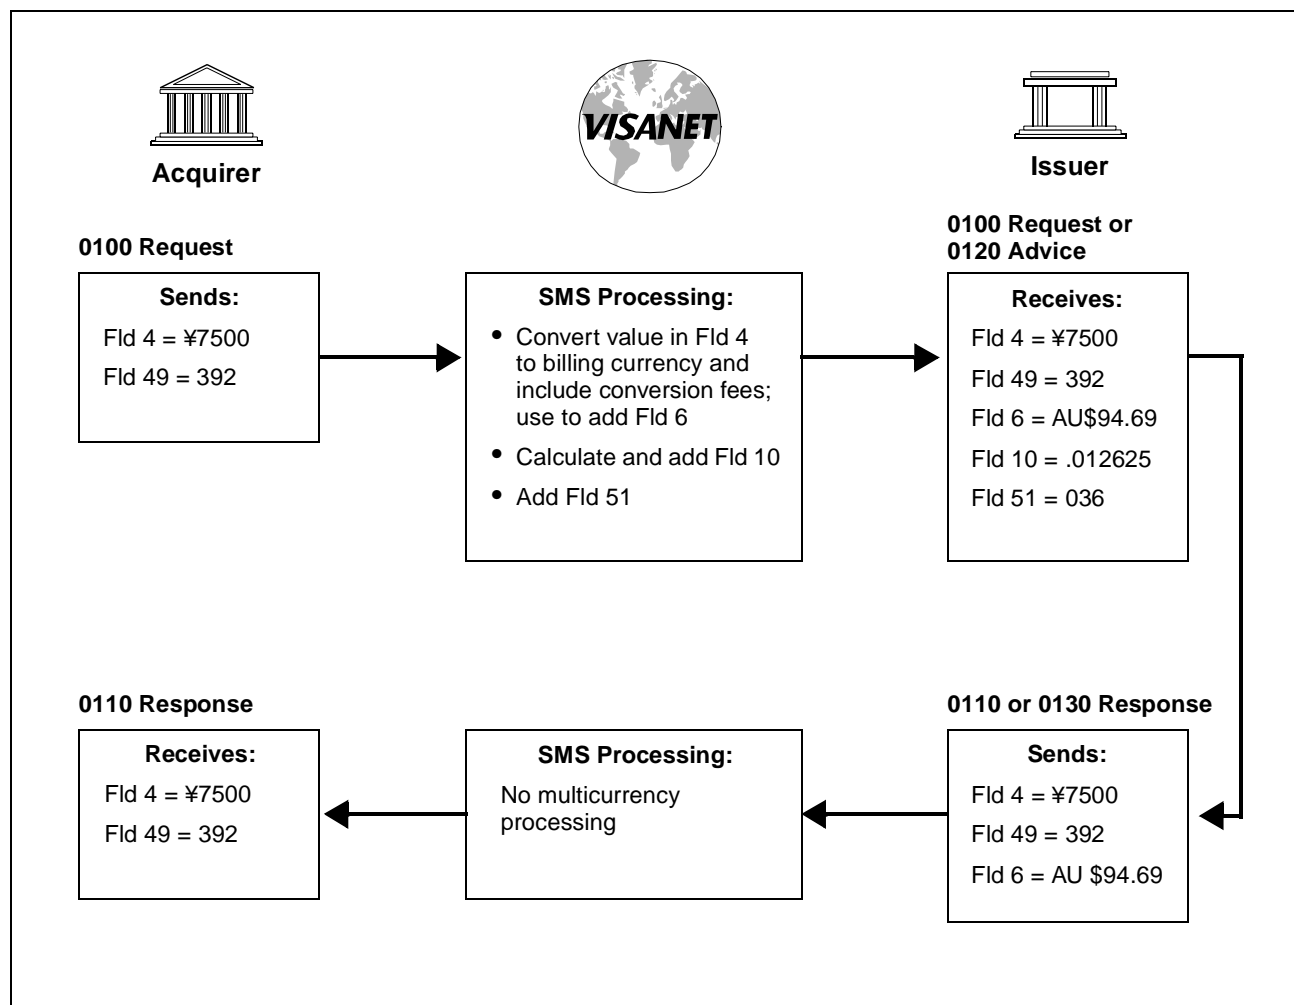 VISANET
Acquirer
Issuer
0100 Request
0100 Request or
0120 Advice
Sends:
Fld 4 = ¥7500
Fld 49 = 392
SMS Processing:
• Convert value in Fld 4
to billing currency and
include conversion fees;
use to add Fld 6
• Calculate and add Fld 10
• Add Fld 51
Receives:
Fld 4 = ¥7500
Fld 49 = 392
Fld 6 = AU$94.69
Fld 10 = .012625
Fld 51 = 036
0110 Response
0110 or 0130 Response
Receives:
Fld 4 = ¥7500
Fld 49 = 392
SMS Processing:
No multicurrency
processing
Sends:
Fld 4 = ¥7500
Fld 49 = 392
Fld 6 = AU $94.69